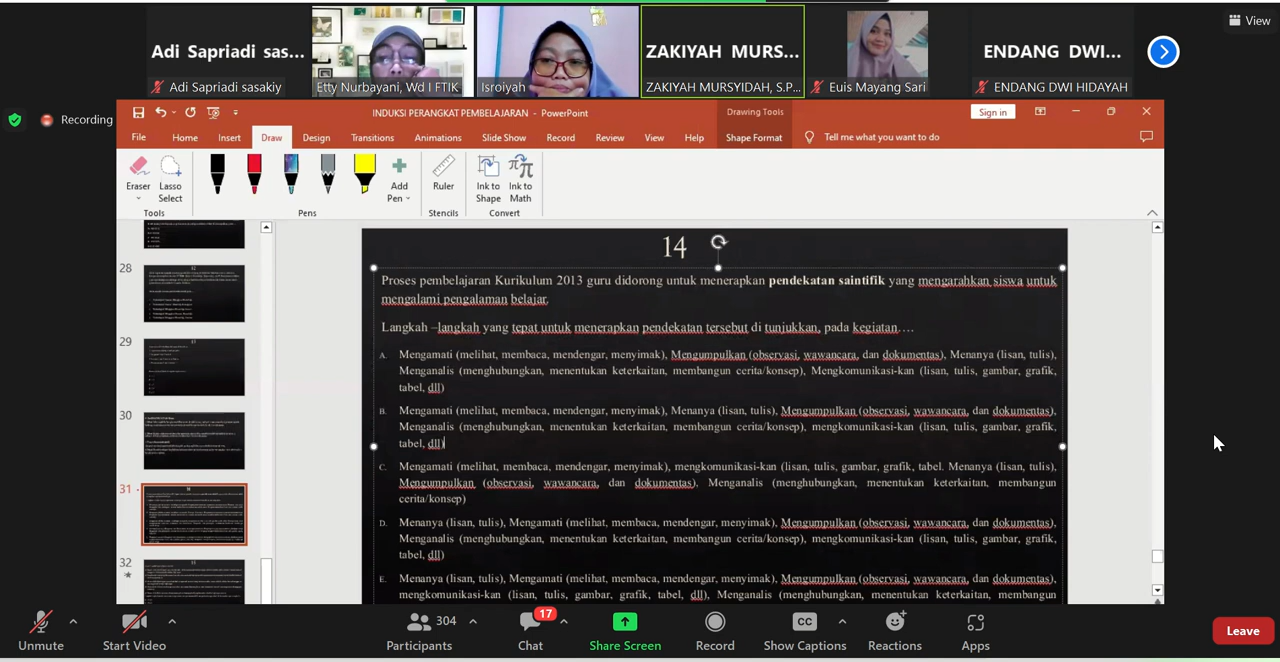 View
Adi Sapriadi sas...
ZAKIYAH MURS...
ENDANG DWI...
Adi Sapriadi sasakiy
Etty Nurbayani, Wd I FTIK
Isroiyah
ZAKIYAH MURSYIDAH, S.P...
Euis Mayang Sari
ENDANG DWI HIDAYAH
Recording
INDUKSI PERANGKAT PEMBELAJARAN - PowerPoint
Drawing Tools
Sign in
File Home Insert Draw Design Transitions Animations Slide Show Record Review View Help Shape Format Tell me what you want to do
Eraser
Lasso Select
Add Pen
Ruler
Ink to Shape
Ink to Math
Tools
Pens
Stencils
Convert
28
29
30
31
32
14
Proses pembelajaran Kurikulum 2013 guru didorong untuk menerapkan pendekatan saintifik yang mengarahkan siswa untuk
mengalami pengalaman belajar.
Langkah –langkah yang tepat untuk menerapkan pendekatan tersebut di tunjukkan, pada kegiatan….
A. Mengamati (melihat, membaca, mendengar, menyimak), Mengumpulkan (observasi, wawancara, dan dokumentas), Menanya (lisan, tulis),
Menganalis (menghubungkan, menentukan keterkaitan, membangun cerita/konsep), Mengkomunikasi-kan (lisan, tulis, gambar, grafik,
tabel, dll)
B. Mengamati (melihat, membaca, mendengar, menyimak), Menanya (lisan, tulis), Mengumpulkan (observasi, wawancara, dan dokumentas),
Menganalis (menghubungkan, menentukan keterkaitan, membangun cerita/konsep), mengkomunikasi-kan (lisan, tulis, gambar, grafik,
tabel, dll)
C. Mengamati (melihat, membaca, mendengar, menyimak), mengkomunikasi-kan (lisan, tulis, gambar, grafik, tabel. Menanya (lisan, tulis),
Mengumpulkan (observasi, wawancara, dan dokumentas), Menganalis (menghubungkan, menentukan keterkaitan, membangun
cerita/konsep)
D. Menanya (lisan, tulis), Mengamati (melihat, membaca, mendengar, menyimak), Mengumpulkan (observasi, wawancara, dan dokumentas),
Menganalis (menghubungkan, menentukan keterkaitan, membangun cerita/konsep), mengkomunikasi-kan (lisan, tulis, gambar, grafik,
tabel, dll)
E. Menanya (lisan, tulis), Mengamati (melihat, membaca, mendengar, menyimak), Mengumpulkan (observasi, wawancara, dan dokumentas),
mengkomunikasi-kan (lisan, tulis, gambar, grafik, tabel, dll), Menganalis (menghubungkan, menentukan keterkaitan, membangun
304
17
CC
Unmute
Start Video
Participants
Chat
Share Screen
Record
Show Captions
Reactions
Apps
Leave